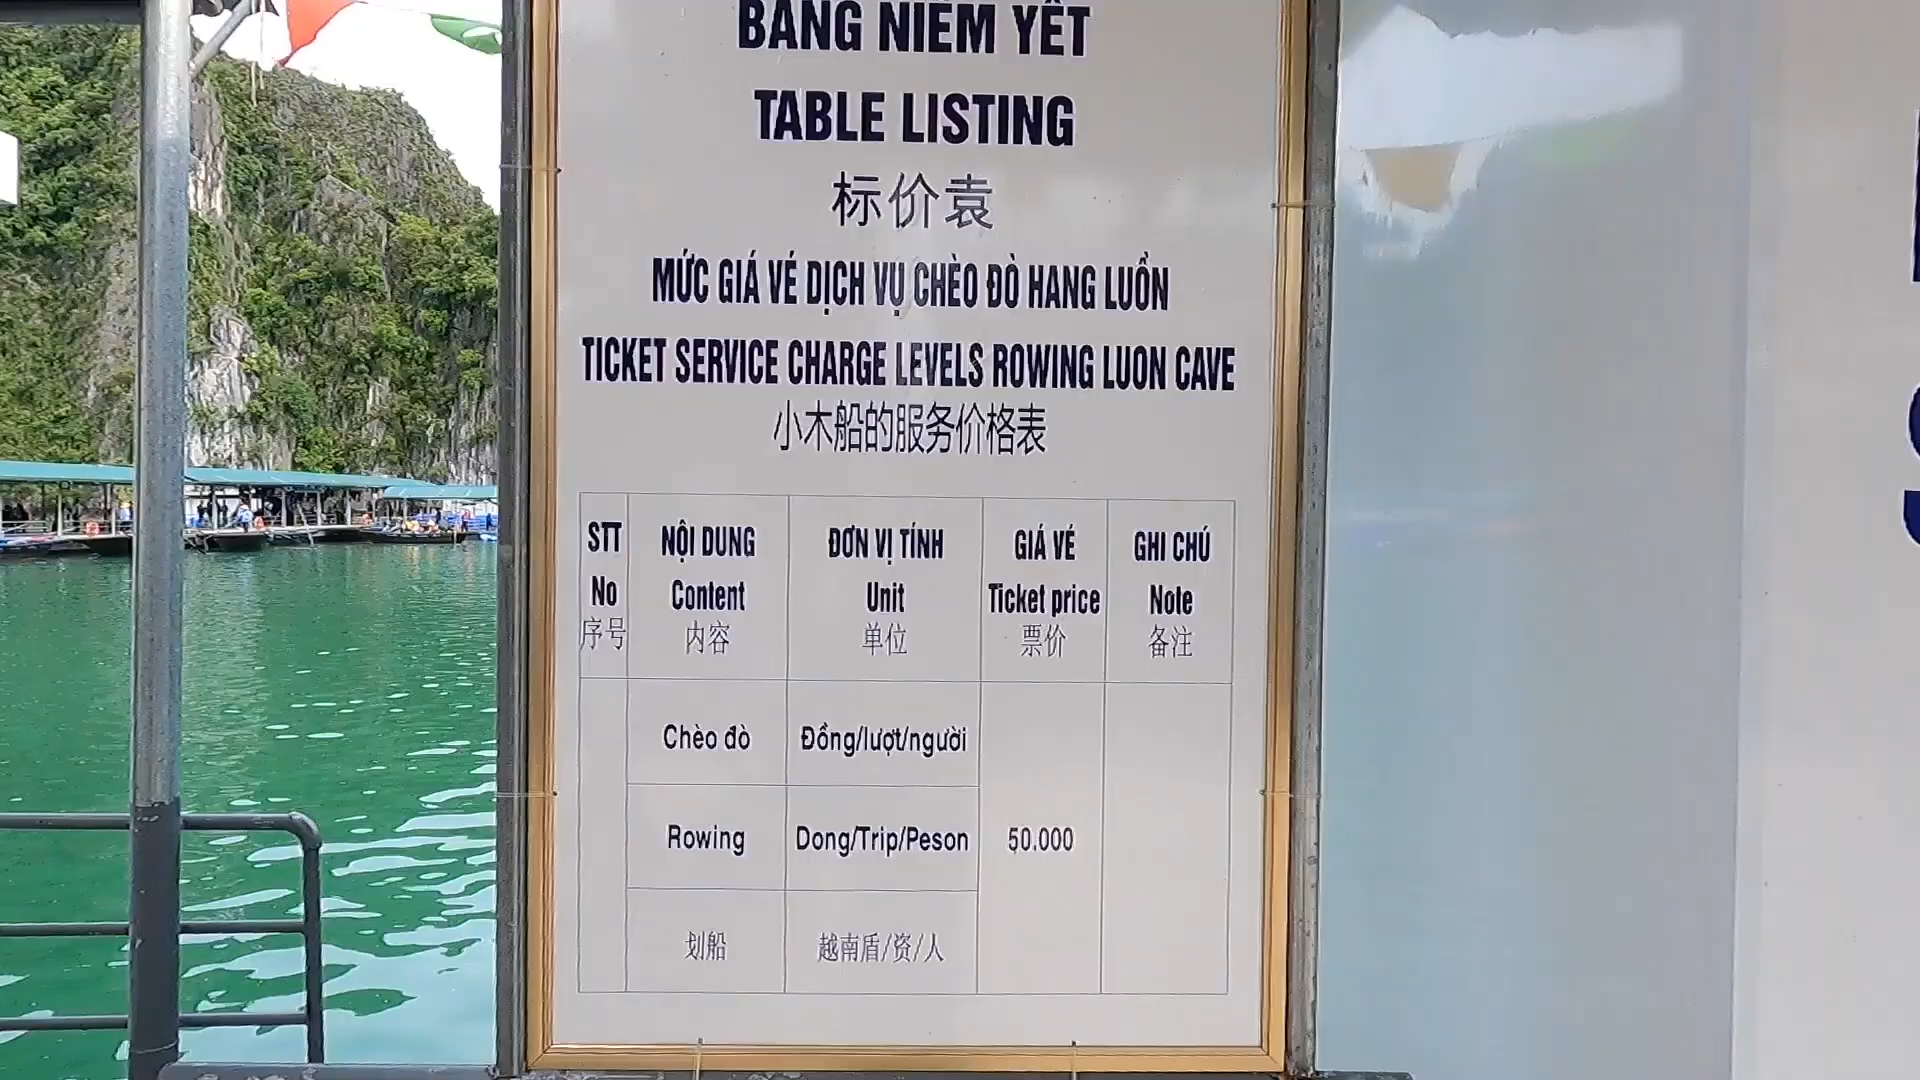 BẢNG NIÊM YẾT
TABLE LISTING
标价袁
MỨC GIÁ VÉ DỊCH VỤ CHÈO ĐÒ HANG LUỒN
TICKET SERVICE CHARGE LEVELS ROWING LUON CAVE
小木船的服务价格表
STT
No
序号
NỘI DUNG
Content
内容
ĐƠN VỊ TÍNH
Unit
单位
GIÁ VÉ
Ticket price
票价
GHI CHÚ
Note
备注
Chèo đò
Đồng/lượt/người
Rowing
Dong/Trip/Peson
50.000
划船
越南盾/资/人